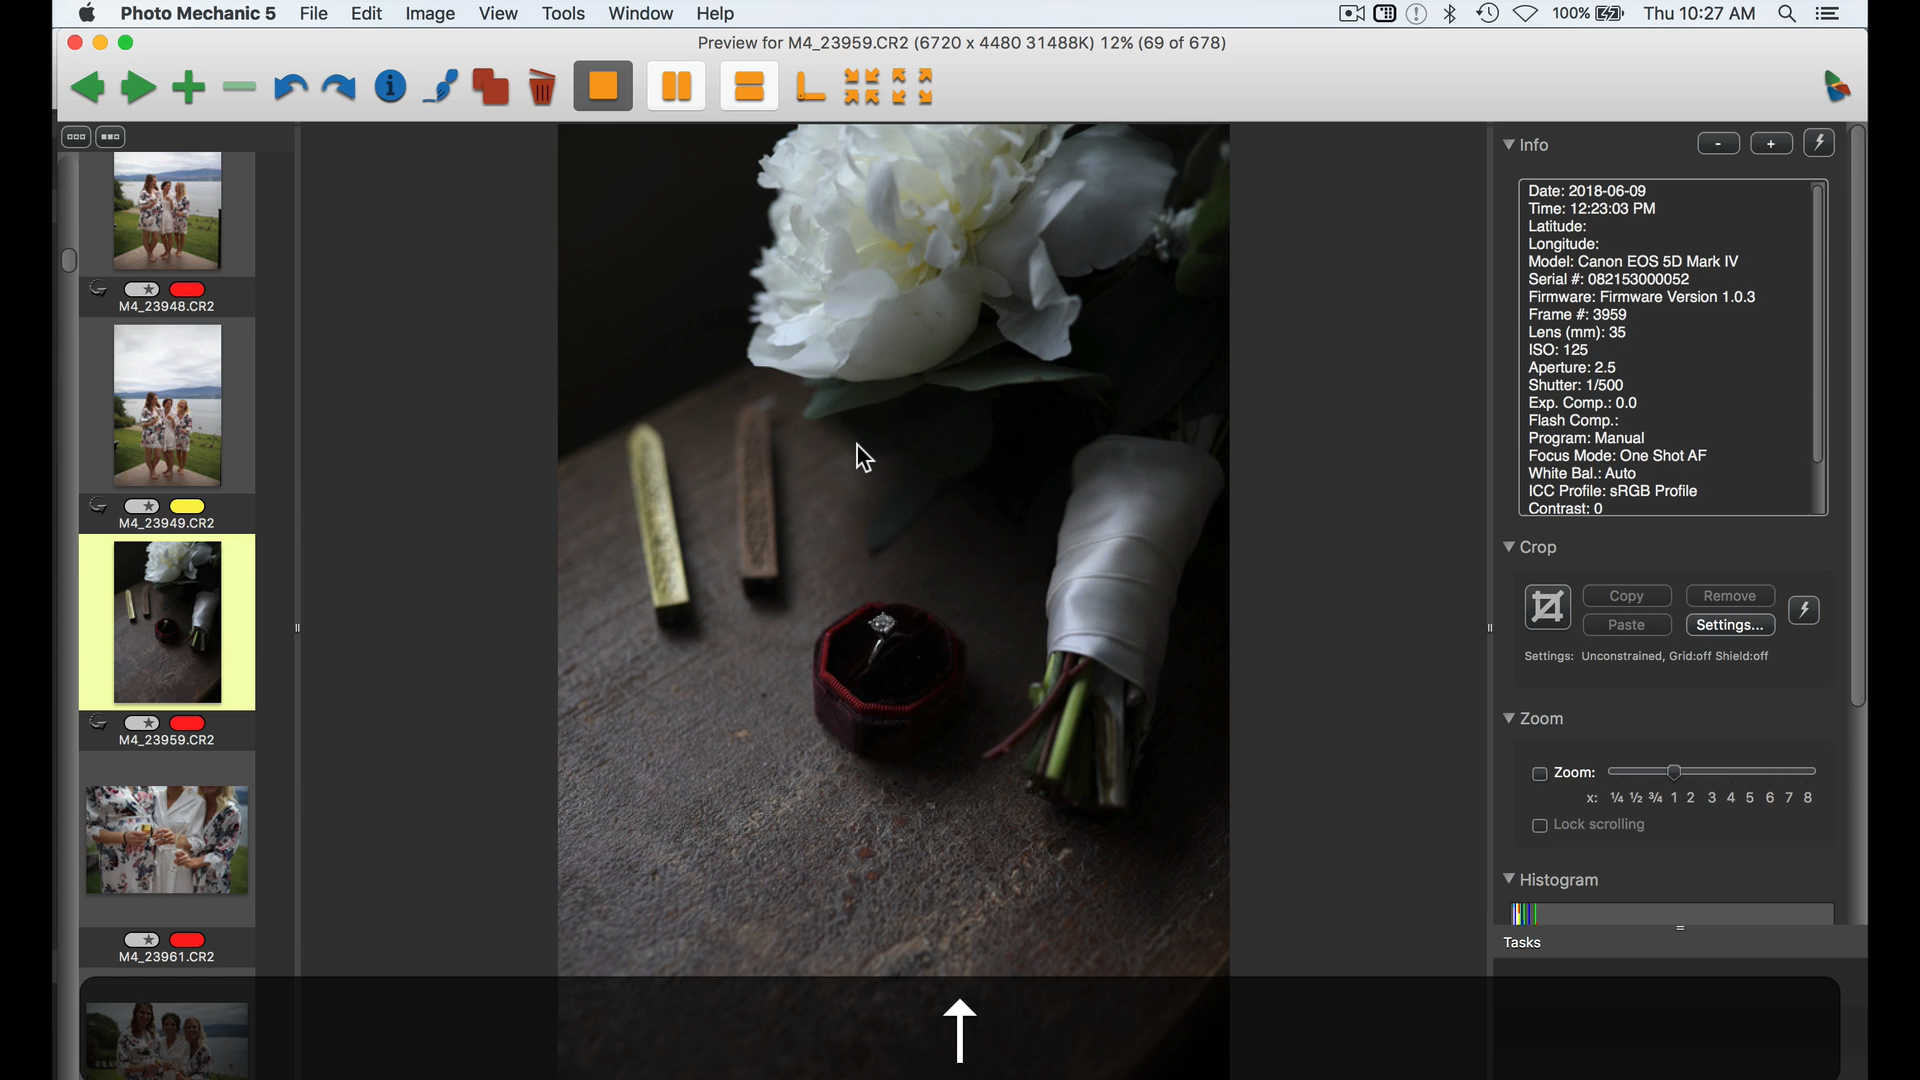 Photo Mechanic 5 File Edit Image View Tools Window Help 100% Thu 10:27 AM
Preview for M4_23959.CR2 (6720 x 4480 31488K) 12% (69 of 678)
M4_23948.CR2
M4_23949.CR2
M4_23959.CR2
M4_23961.CR2
Info - +
Date: 2018-06-09
Time: 12:23:03 PM
Latitude:
Longitude:
Model: Canon EOS 5D Mark IV
Serial #: 082153000052
Firmware: Firmware Version 1.0.3
Frame #: 3959
Lens (mm): 35
ISO: 125
Aperture: 2.5
Shutter: 1/500
Exp. Comp.: 0.0
Flash Comp.:
Program: Manual
Focus Mode: One Shot AF
White Bal.: Auto
ICC Profile: sRGB Profile
Contrast: 0
Crop
Copy Remove
Paste Settings...
Settings: Unconstrained, Grid:off Shield:off
Zoom
Zoom:
x: ¼ ½ ¾ 1 2 3 4 5 6 7 8
Lock scrolling
Histogram
Tasks